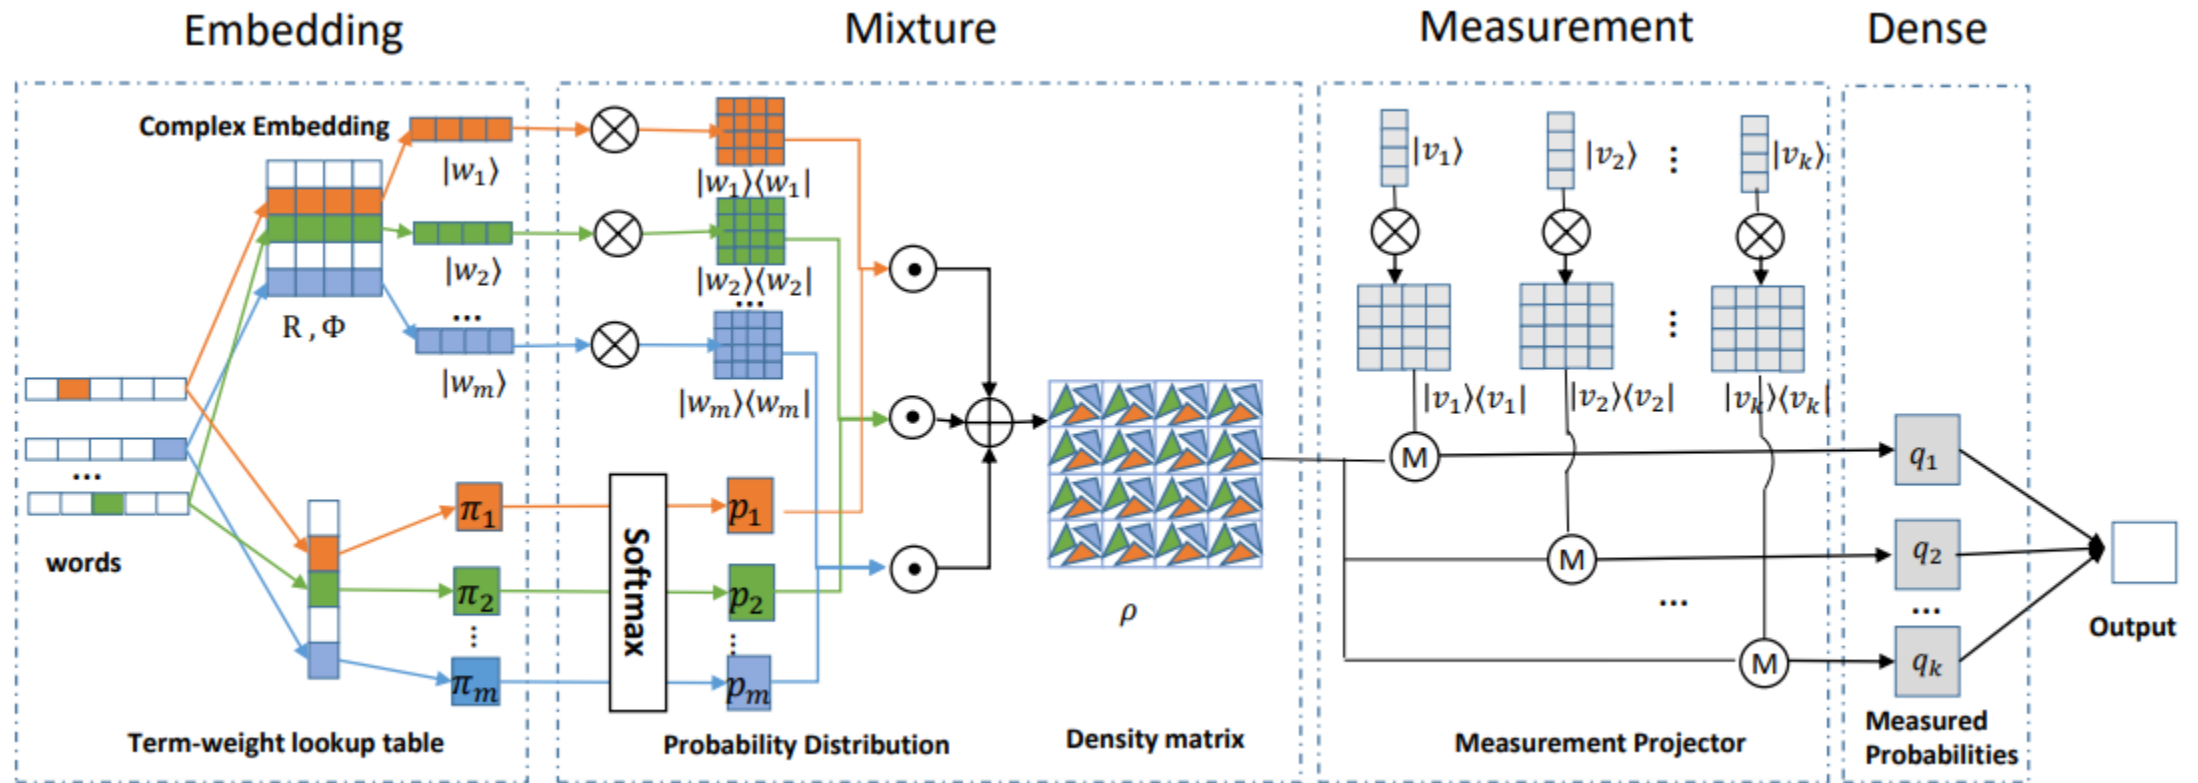 Embedding
Mixture
Measurement
Dense
Complex Embedding
|w₁⟩
|w₂⟩
...
|wₘ⟩
R , Φ
words
...
π₁
π₂
...
πₘ
Term-weight lookup table
|w₁⟩⟨w₁|
|w₂⟩⟨w₂|
...
|wₘ⟩⟨wₘ|
Softmax
p₁
p₂
...
pₘ
Probability Distribution
ρ
Density matrix
|v₁⟩
|v₂⟩
...
|vₖ⟩
...
|v₁⟩⟨v₁|
|v₂⟩⟨v₂|
|vₖ⟩⟨vₖ|
M
M
...
M
Measurement Projector
q₁
q₂
...
qₖ
Measured
Probabilities
Output